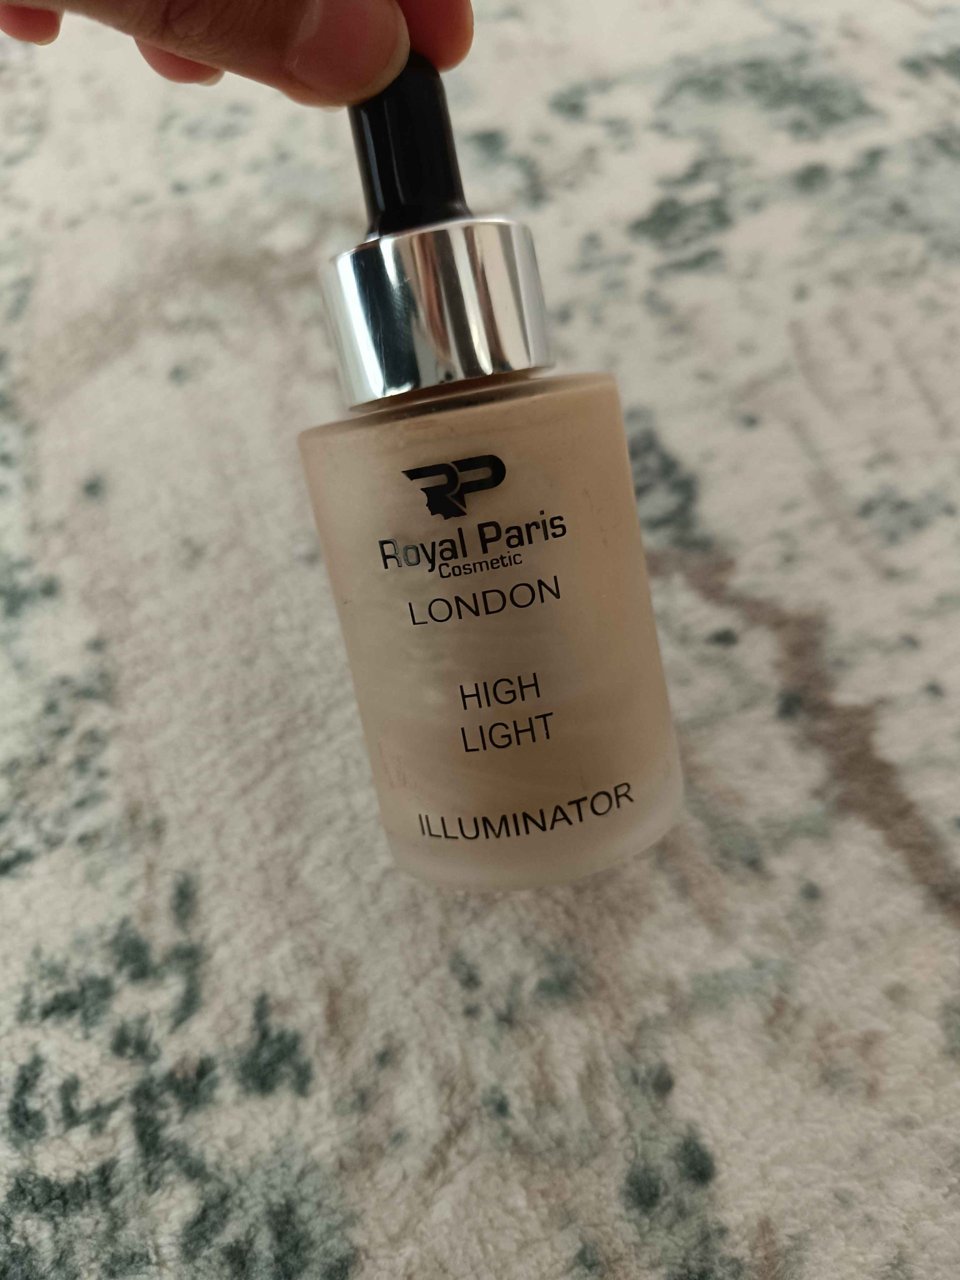 RP
Royal Paris
Cosmetic
LONDON
HIGH
LIGHT
ILLUMINATOR